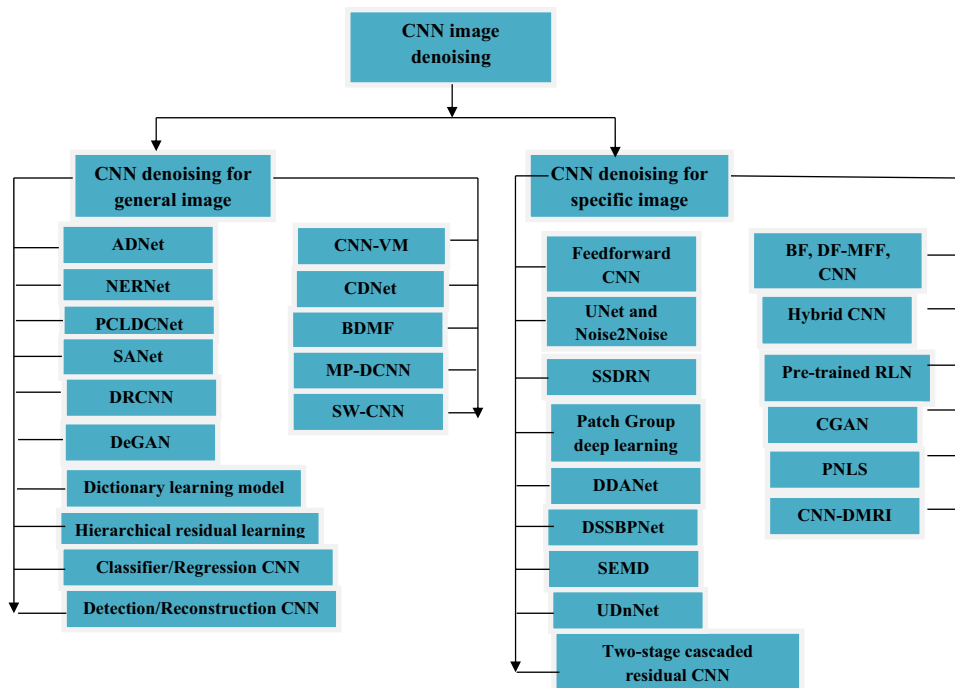 CNN image
denoising
CNN denoising for
general image
ADNet
NERNet
PCLDCNet
SANet
DRCNN
DeGAN
Dictionary learning model
Hierarchical residual learning
Classifier/Regression CNN
Detection/Reconstruction CNN
CNN-VM
CDNet
BDMF
MP-DCNN
SW-CNN
CNN denoising for
specific image
Feedforward
CNN
UNet and
Noise2Noise
SSDRN
Patch Group
deep learning
DDANet
DSSBPNet
SEMD
UDnNet
Two-stage cascaded
residual CNN
BF, DF-MFF,
CNN
Hybrid CNN
Pre-trained RLN
CGAN
PNLS
CNN-DMRI